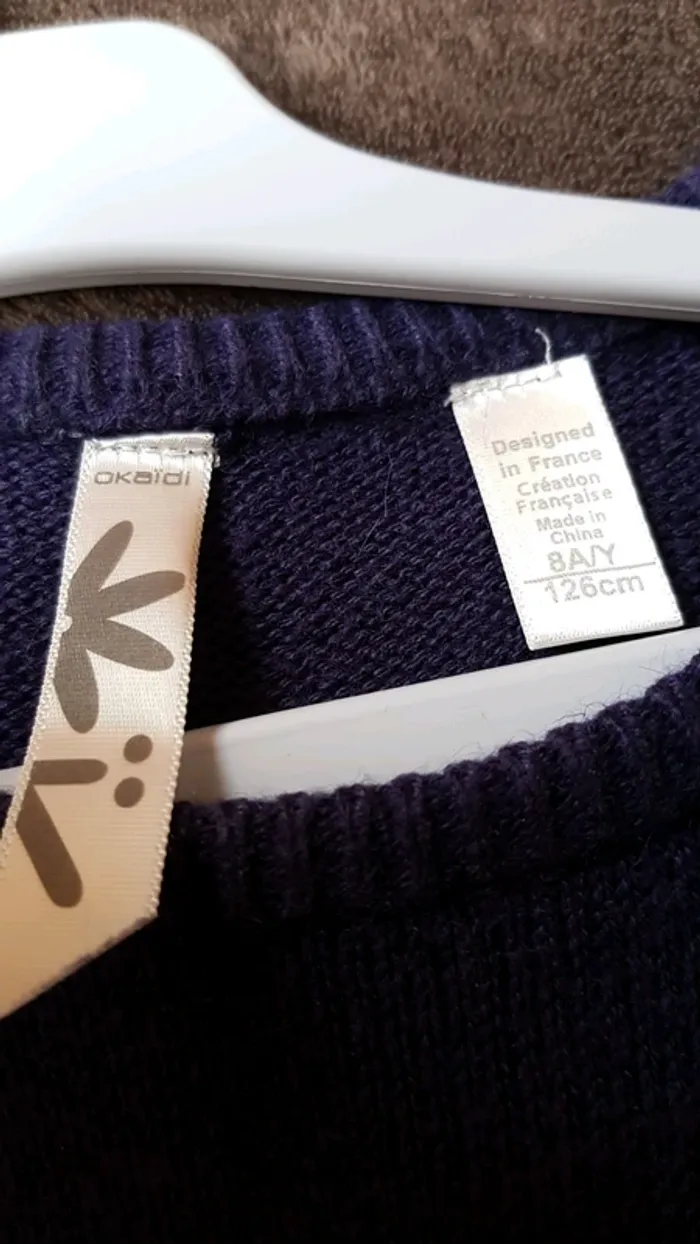 okaïdi
Designed
in France
Création
Française
Made in
China
8A/Y
126cm